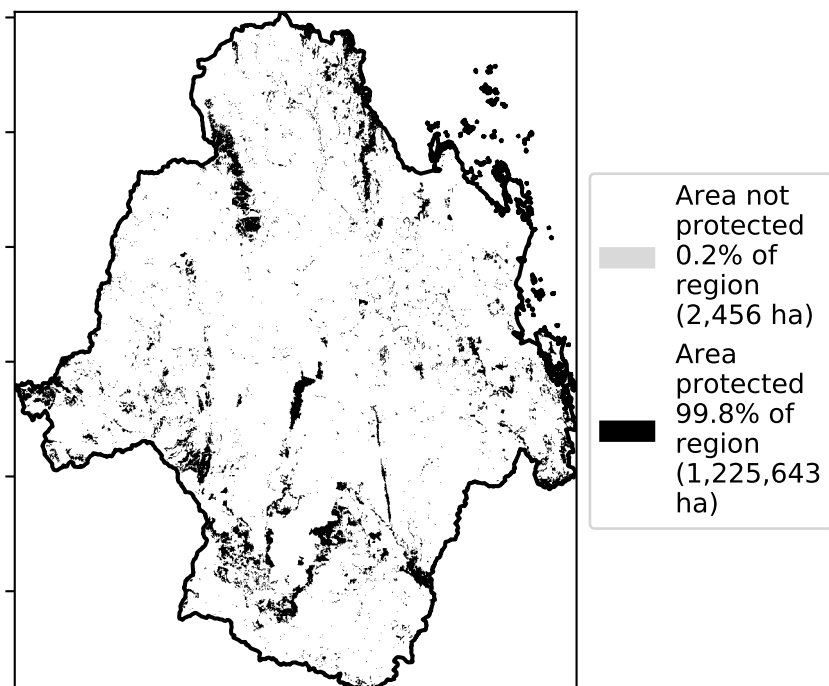 Area not
protected
0.2% of
region
(2,456 ha)
Area
protected
99.8% of
region
(1,225,643
ha)